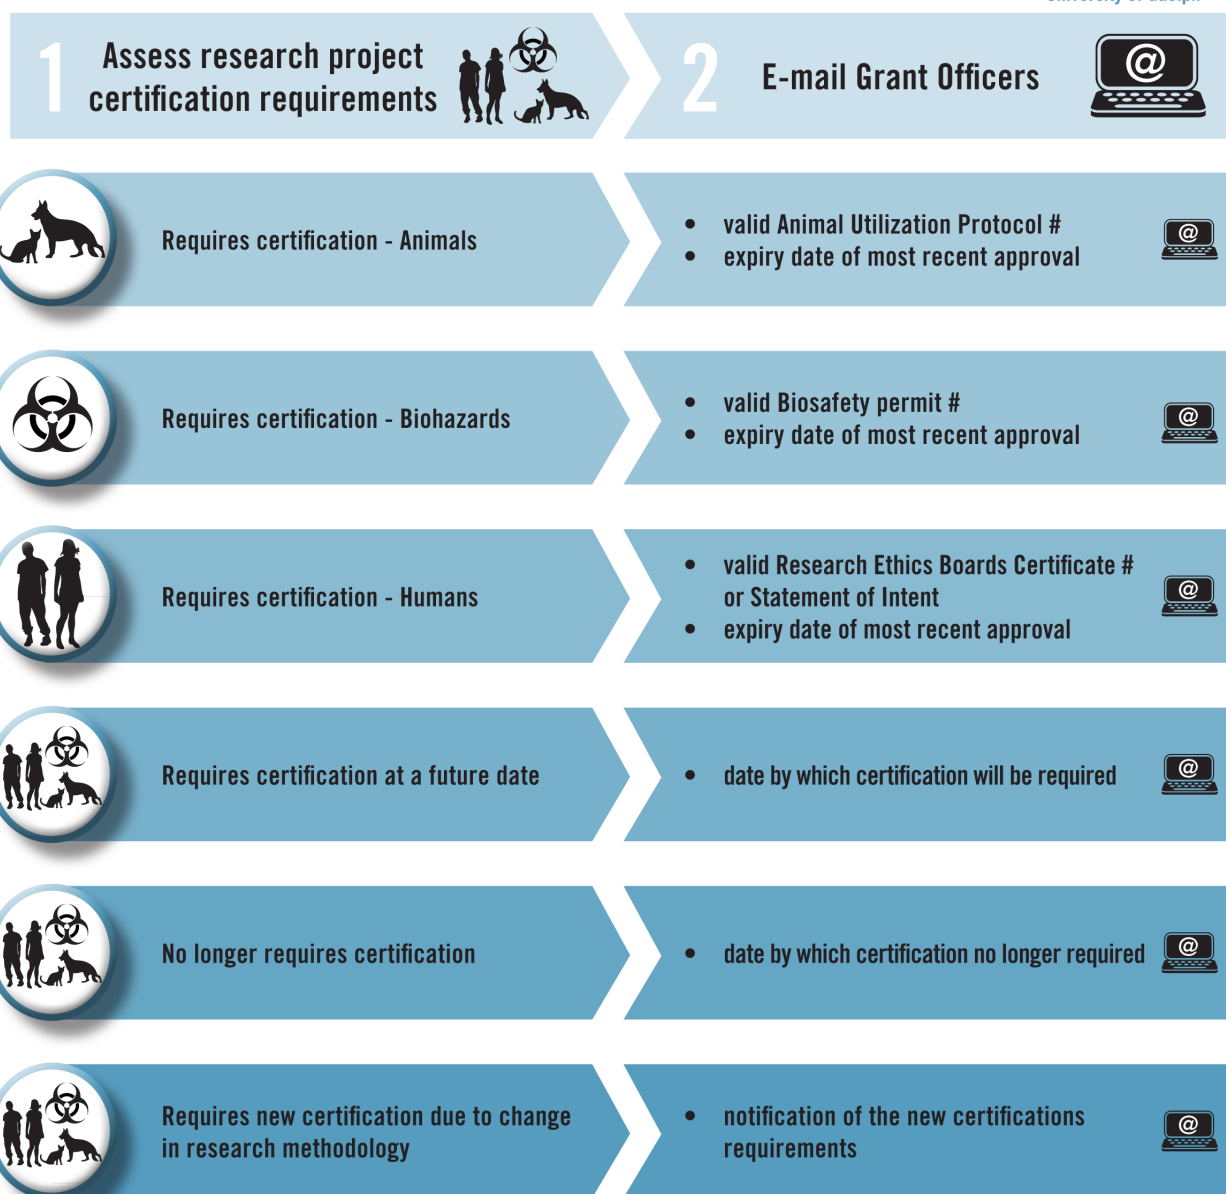 1
Assess research project
certification requirements
2
E-mail Grant Officers
@
Requires certification - Animals
• valid Animal Utilization Protocol #
• expiry date of most recent approval
@
Requires certification - Biohazards
• valid Biosafety permit #
• expiry date of most recent approval
@
Requires certification - Humans
• valid Research Ethics Boards Certificate #
or Statement of Intent
• expiry date of most recent approval
@
Requires certification at a future date
• date by which certification will be required
@
No longer requires certification
• date by which certification no longer required
@
Requires new certification due to change
in research methodology
• notification of the new certifications
requirements
@